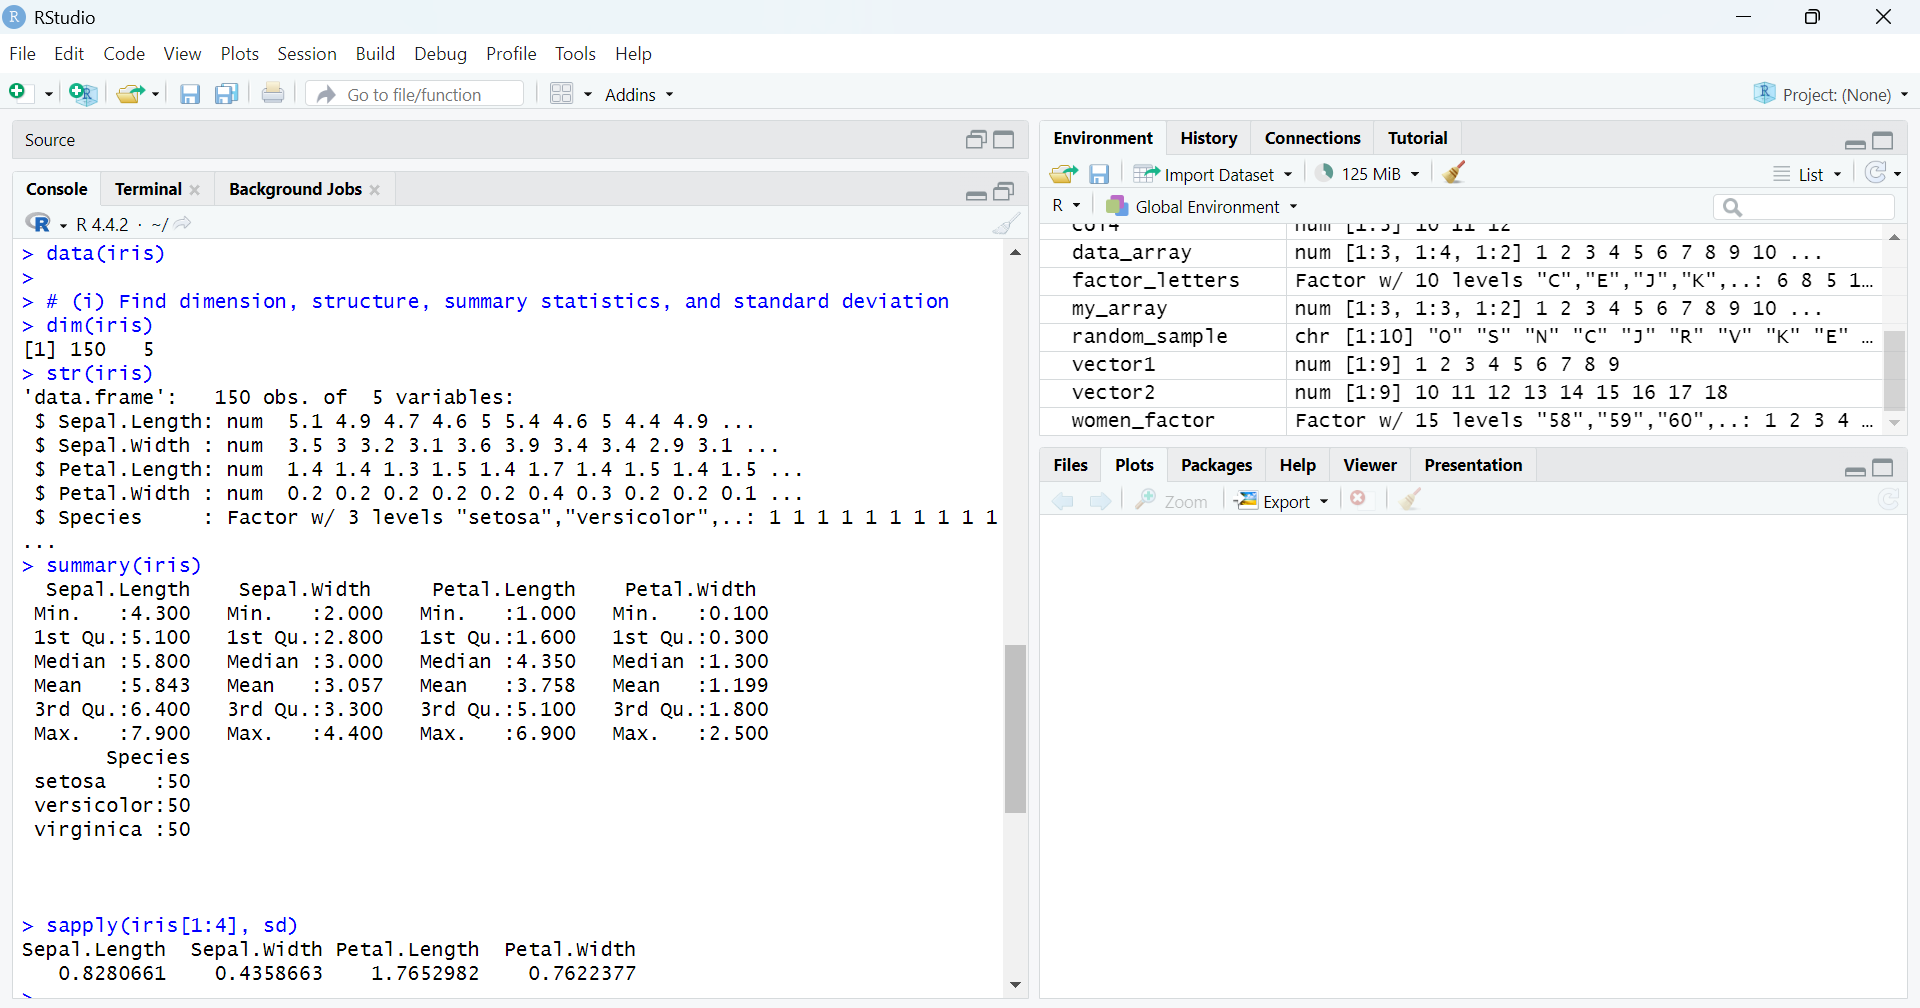 RStudio
File Edit Code View Plots Session Build Debug Profile Tools Help
Go to file/function Addins Project: (None)
Source
Console Terminal Background Jobs
R 4.4.2 · ~/
> data(iris)
>
> # (i) Find dimension, structure, summary statistics, and standard deviation
> dim(iris)
[1] 150   5
> str(iris)
'data.frame':   150 obs. of  5 variables:
 $ Sepal.Length: num  5.1 4.9 4.7 4.6 5 5.4 4.6 5 4.4 4.9 ...
 $ Sepal.Width : num  3.5 3 3.2 3.1 3.6 3.9 3.4 3.4 2.9 3.1 ...
 $ Petal.Length: num  1.4 1.4 1.3 1.5 1.4 1.7 1.4 1.5 1.4 1.5 ...
 $ Petal.Width : num  0.2 0.2 0.2 0.2 0.2 0.4 0.3 0.2 0.2 0.1 ...
 $ Species     : Factor w/ 3 levels "setosa","versicolor",..: 1 1 1 1 1 1 1 1 1 1
...
> summary(iris)
  Sepal.Length    Sepal.Width     Petal.Length    Petal.Width
 Min.   :4.300   Min.   :2.000   Min.   :1.000   Min.   :0.100
 1st Qu.:5.100   1st Qu.:2.800   1st Qu.:1.600   1st Qu.:0.300
 Median :5.800   Median :3.000   Median :4.350   Median :1.300
 Mean   :5.843   Mean   :3.057   Mean   :3.758   Mean   :1.199
 3rd Qu.:6.400   3rd Qu.:3.300   3rd Qu.:5.100   3rd Qu.:1.800
 Max.   :7.900   Max.   :4.400   Max.   :6.900   Max.   :2.500
       Species
 setosa    :50
 versicolor:50
 virginica :50
> sapply(iris[1:4], sd)
Sepal.Length  Sepal.Width Petal.Length  Petal.Width
   0.8280661    0.4358663    1.7652982    0.7622377
>
Environment History Connections Tutorial
Import Dataset 125 MiB List
R Global Environment
col4 num [1:3] 10 11 12
data_array num [1:3, 1:4, 1:2] 1 2 3 4 5 6 7 8 9 10 ...
factor_letters Factor w/ 10 levels "C","E","J","K",..: 6 8 5 1…
my_array num [1:3, 1:3, 1:2] 1 2 3 4 5 6 7 8 9 10 ...
random_sample chr [1:10] "O" "S" "N" "C" "J" "R" "V" "K" "E" …
vector1 num [1:9] 1 2 3 4 5 6 7 8 9
vector2 num [1:9] 10 11 12 13 14 15 16 17 18
women_factor Factor w/ 15 levels "58","59","60",..: 1 2 3 4 …
Files Plots Packages Help Viewer Presentation
Zoom Export